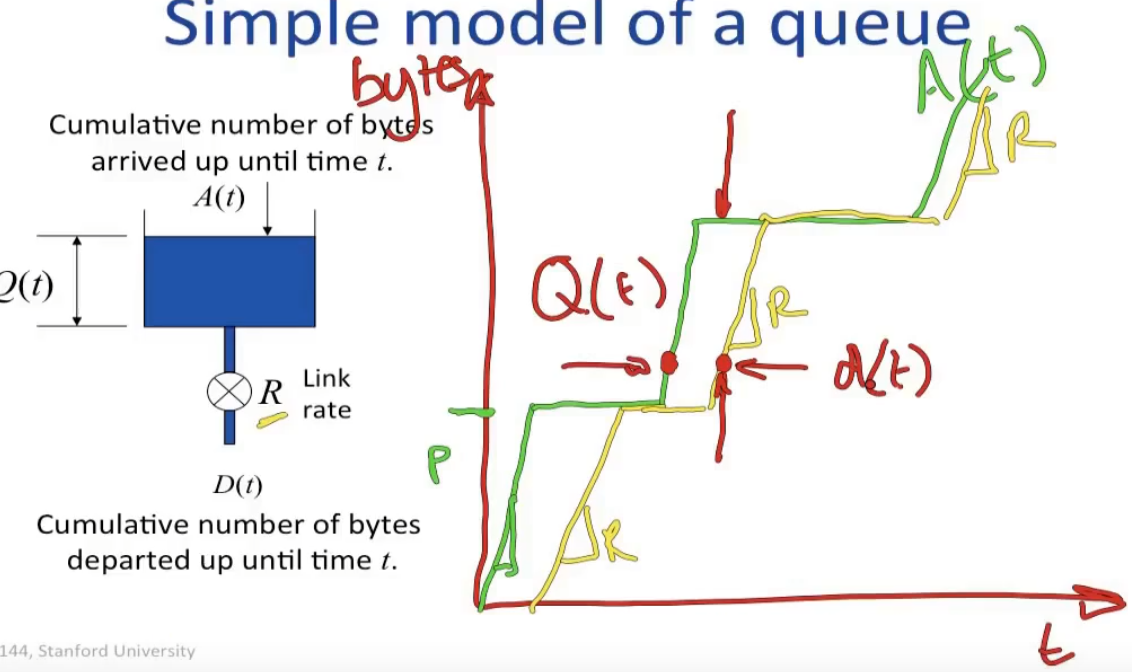 Simple model of a queue
bytes
A(t)
Cumulative number of bytes
arrived up until time t.
A(t)
R
Q(t)
Q(t)
R
d(t)
R Link
rate
P
D(t)
R
Cumulative number of bytes
departed up until time t.
t
144, Stanford University